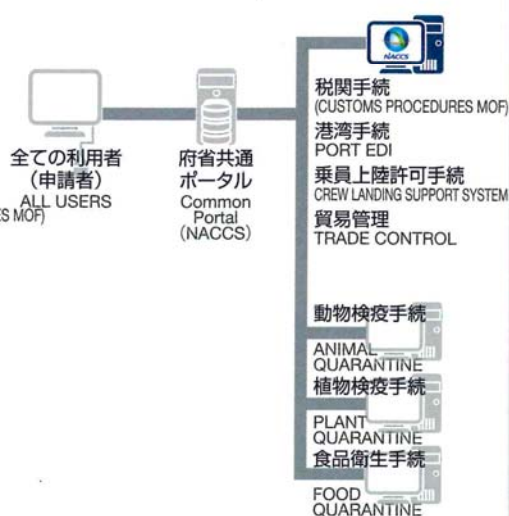 NACCS
税関手続
(CUSTOMS PROCEDURES MOF)
港湾手続
PORT EDI
乗員上陸許可手続
CREW LANDING SUPPORT SYSTEM
貿易管理
TRADE CONTROL
全ての利用者
(申請者)
ALL USERS
ES MOF)
府省共通
ポータル
Common
Portal
(NACCS)
動物検疫手続
ANIMAL
QUARANTINE
植物検疫手続
PLANT
QUARANTINE
食品衛生手続
FOOD
QUARANTINE